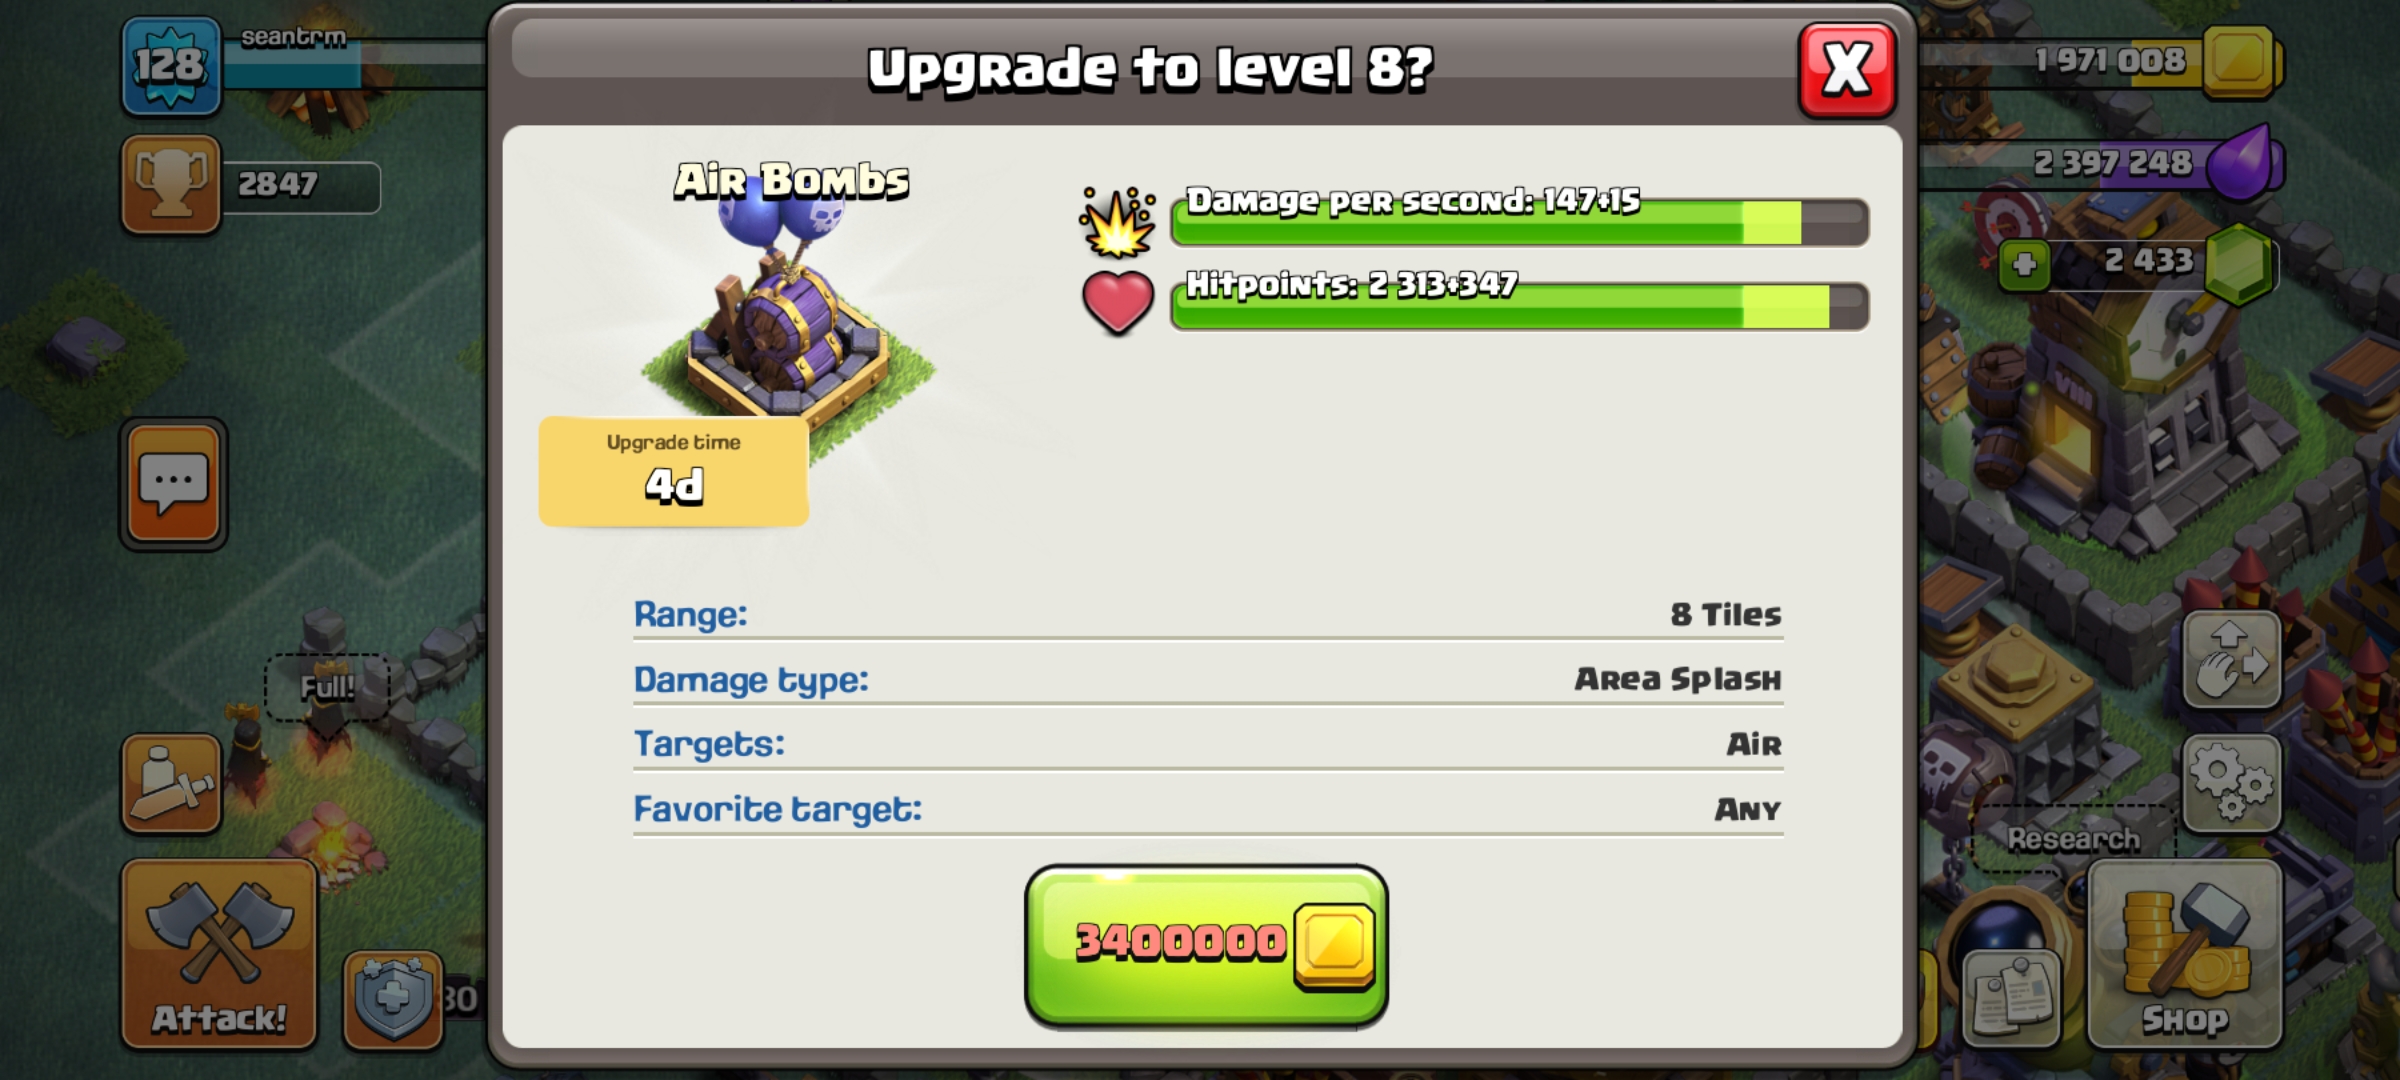 128
seantrm
2847
Upgrade to level 8?
X
1 971 008
2 397 248
2 433
Air Bombs
Damage per second: 147+15
Hitpoints: 2 313+347
Upgrade time
4d
VIII
Range: 8 Tiles
Damage type: Area Splash
Targets: Air
Favorite target: Any
Full!
Research
3400000
Attack!
30
Shop